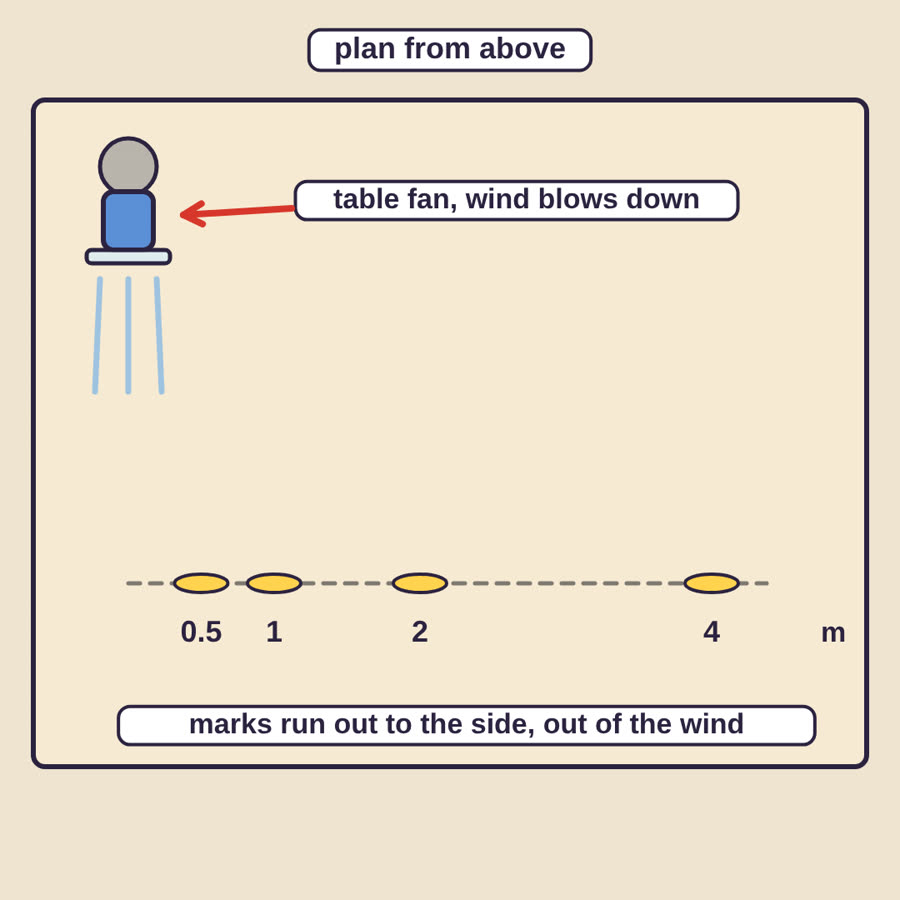 plan from above
table fan, wind blows down
0.5 1 2 4 m
marks run out to the side, out of the wind